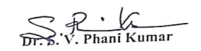 Dr. S. V. Phani Kumar